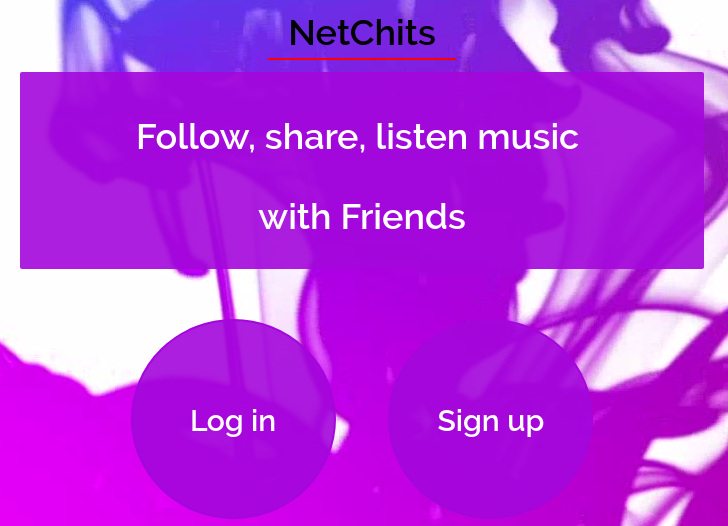 NetChits
Follow, share, listen music
with Friends
Log in
Sign up